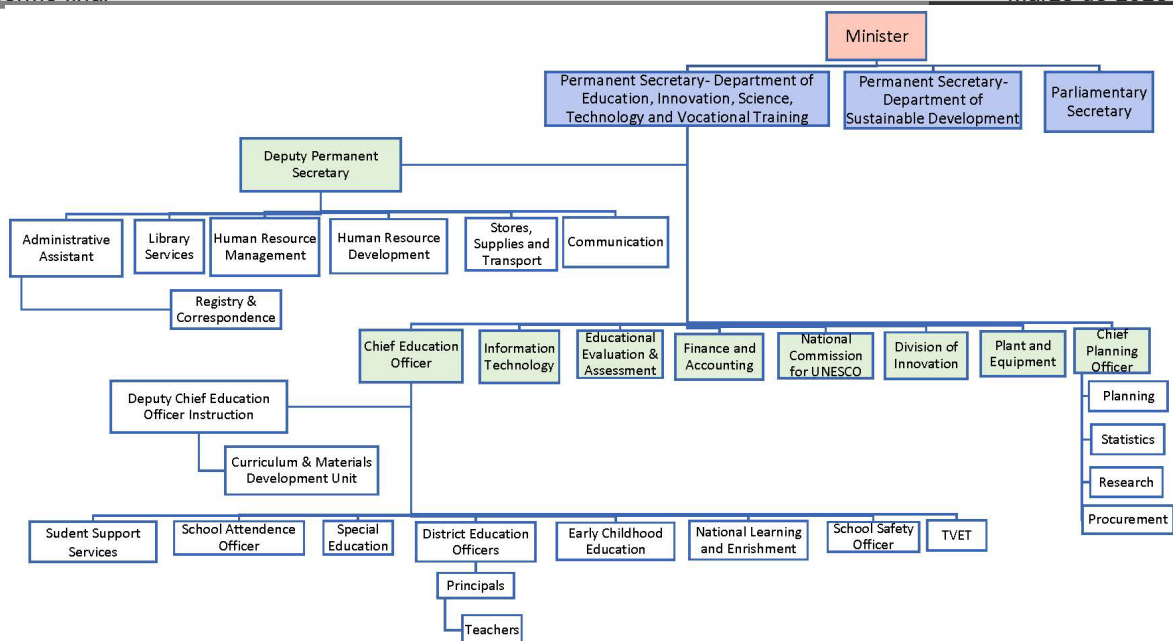 Minister
Permanent Secretary- Department of
Education, Innovation, Science,
Technology and Vocational Training
Permanent Secretary-
Department of
Sustainable Development
Parliamentary
Secretary
Deputy Permanent
Secretary
Administrative
Assistant
Library
Services
Human Resource
Management
Human Resource
Development
Stores,
Supplies and
Transport
Communication
Registry &
Correspondence
Chief Education
Officer
Information
Technology
Educational
Evaluation &
Assessment
Finance and
Accounting
National
Commission
for UNESCO
Division of
Innovation
Plant and
Equipment
Chief
Planning
Officer
Deputy Chief Education
Officer Instruction
Planning
Statistics
Curriculum & Materials
Development Unit
Research
Procurement
Sudent Support
Services
School Attendence
Officer
Special
Education
District Education
Officers
Early Childhood
Education
National Learning
and Enrishment
School Safety
Officer
TVET
Principals
Teachers